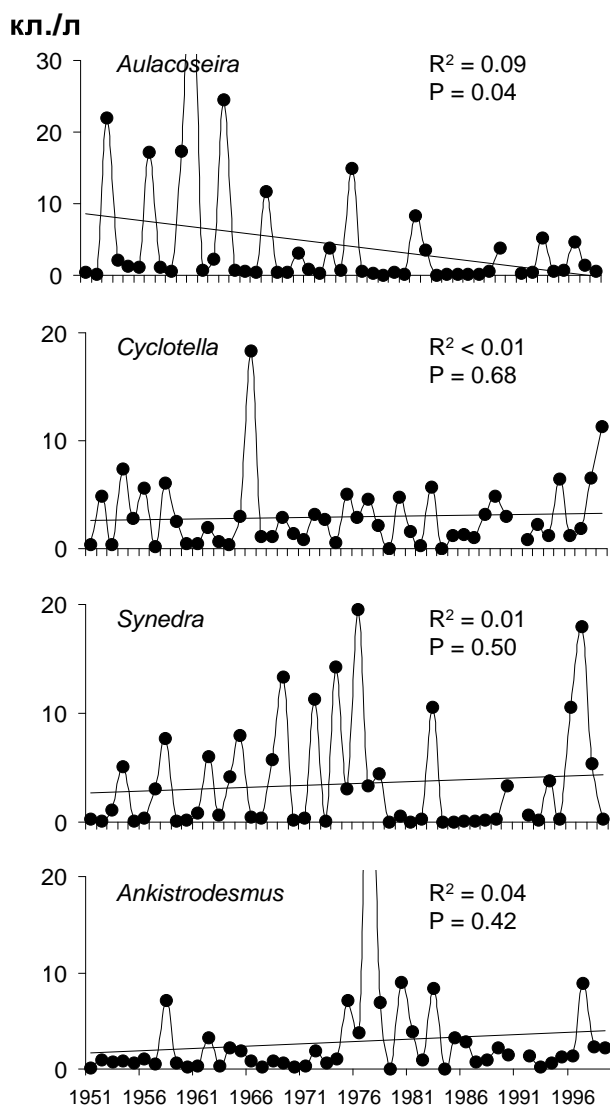 кл./л
30
20
10
0
Aulacoseira
R² = 0.09
P = 0.04
20
10
0
Cyclotella
R² < 0.01
P = 0.68
20
10
0
Synedra
R² = 0.01
P = 0.50
20
10
0
Ankistrodesmus
R² = 0.04
P = 0.42
1951 1956 1961 1966 1971 1976 1981 1986 1991 1996